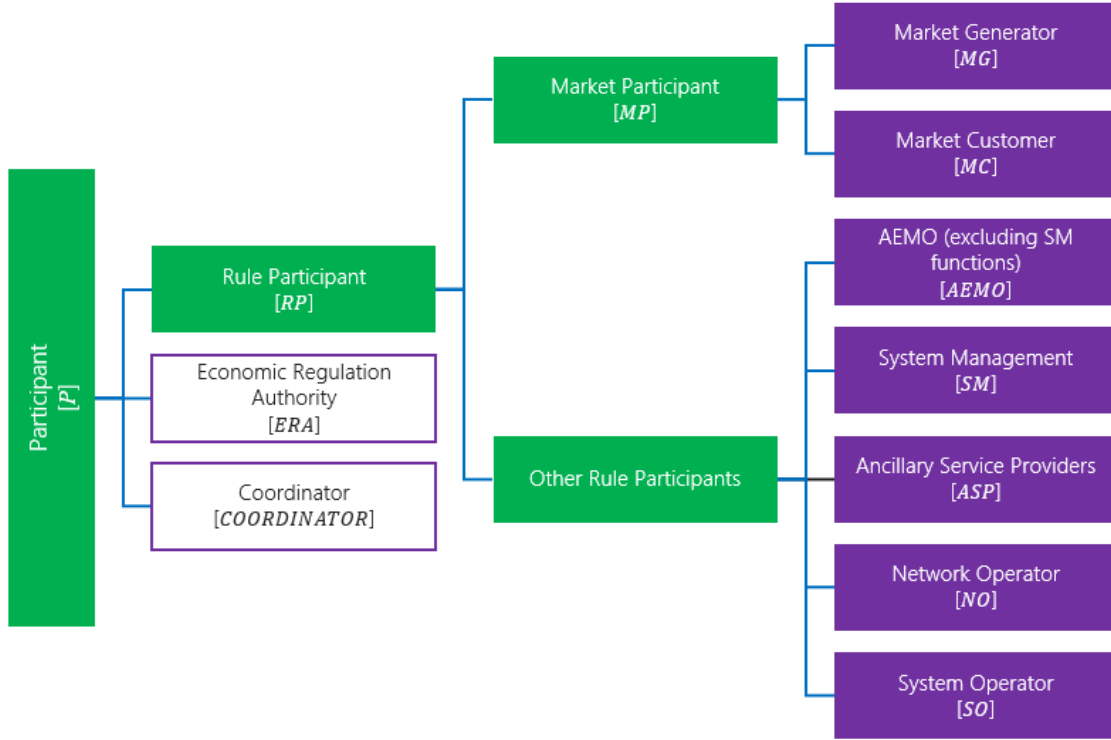 Participant
[P]
Rule Participant
[RP]
Economic Regulation
Authority
[ERA]
Coordinator
[COORDINATOR]
Market Participant
[MP]
Other Rule Participants
Market Generator
[MG]
Market Customer
[MC]
AEMO (excluding SM
functions)
[AEMO]
System Management
[SM]
Ancillary Service Providers
[ASP]
Network Operator
[NO]
System Operator
[SO]